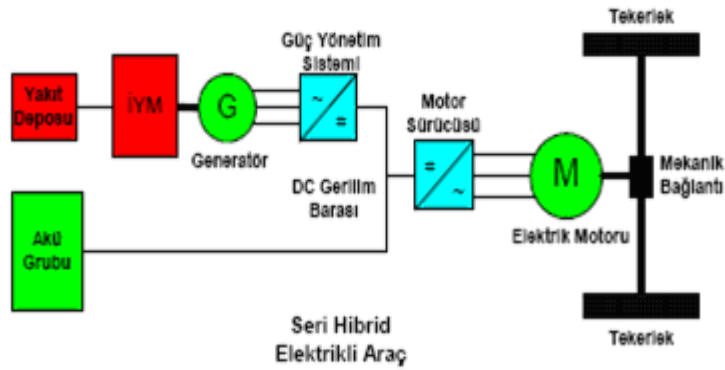 Tekerlek
Güç Yönetim
Sistemi
Yakıt
Deposu
İYM
G
~
=
Generatör
Motor
Sürücüsü
=
~
M
Mekanik
Bağlantı
DC Gerilim
Barası
Elektrik Motoru
Akü
Grubu
Seri Hibrid
Elektrikli Araç
Tekerlek